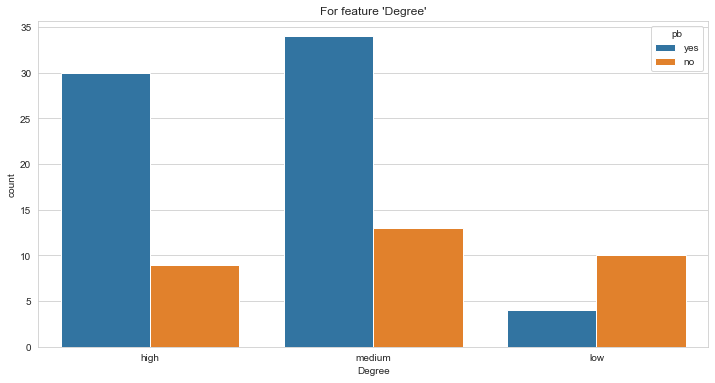 For feature 'Degree'
pb
yes
no
count
35
30
25
20
15
10
5
0
high
medium
low
Degree